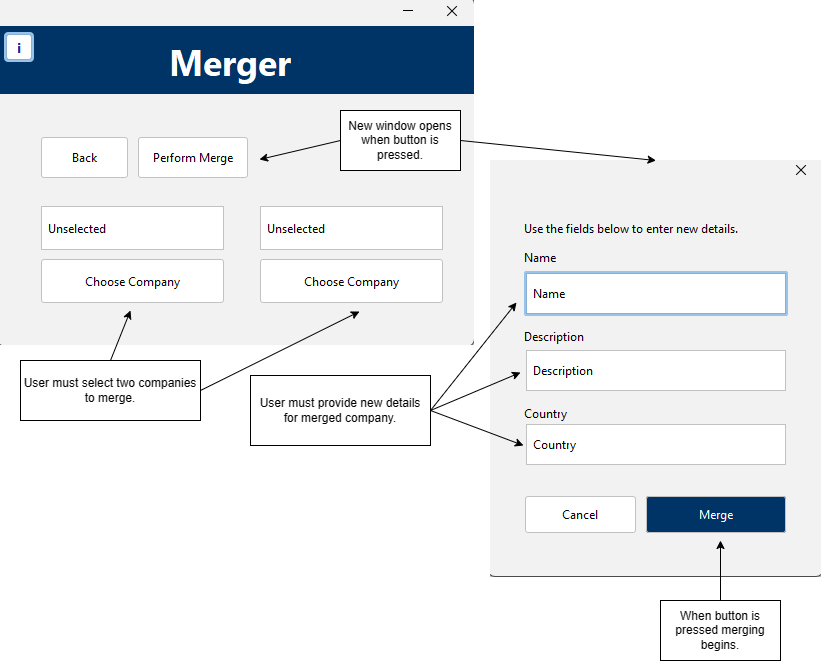 i
Merger
New window opens
when button is
pressed.
Back
Perform Merge
Unselected
Unselected
Choose Company
Choose Company
User must select two companies
to merge.
User must provide new details
for merged company.
Use the fields below to enter new details.
Name
Name
Description
Description
Country
Country
Cancel
Merge
When button is
pressed merging
begins.